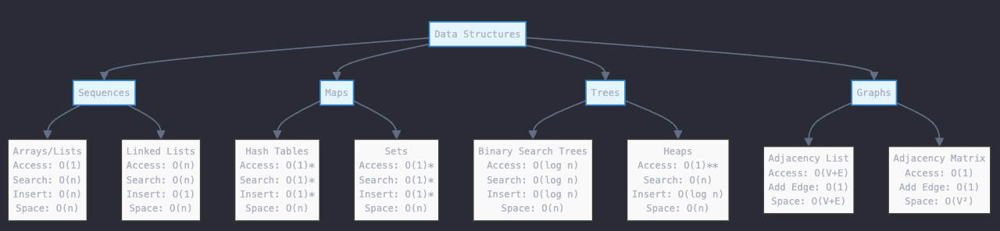 Data Structures
Sequences
Maps
Trees
Graphs
Arrays/Lists
Access: O(1)
Search: O(n)
Insert: O(n)
Space: O(n)
Linked Lists
Access: O(n)
Search: O(n)
Insert: O(1)
Space: O(n)
Hash Tables
Access: O(1)*
Search: O(1)*
Insert: O(1)*
Space: O(n)
Sets
Access: O(1)*
Search: O(1)*
Insert: O(1)*
Space: O(n)
Binary Search Trees
Access: O(log n)
Search: O(log n)
Insert: O(log n)
Space: O(n)
Heaps
Access: O(1)**
Search: O(n)
Insert: O(log n)
Space: O(n)
Adjacency List
Access: O(V+E)
Add Edge: O(1)
Space: O(V+E)
Adjacency Matrix
Access: O(1)
Add Edge: O(1)
Space: O(V²)